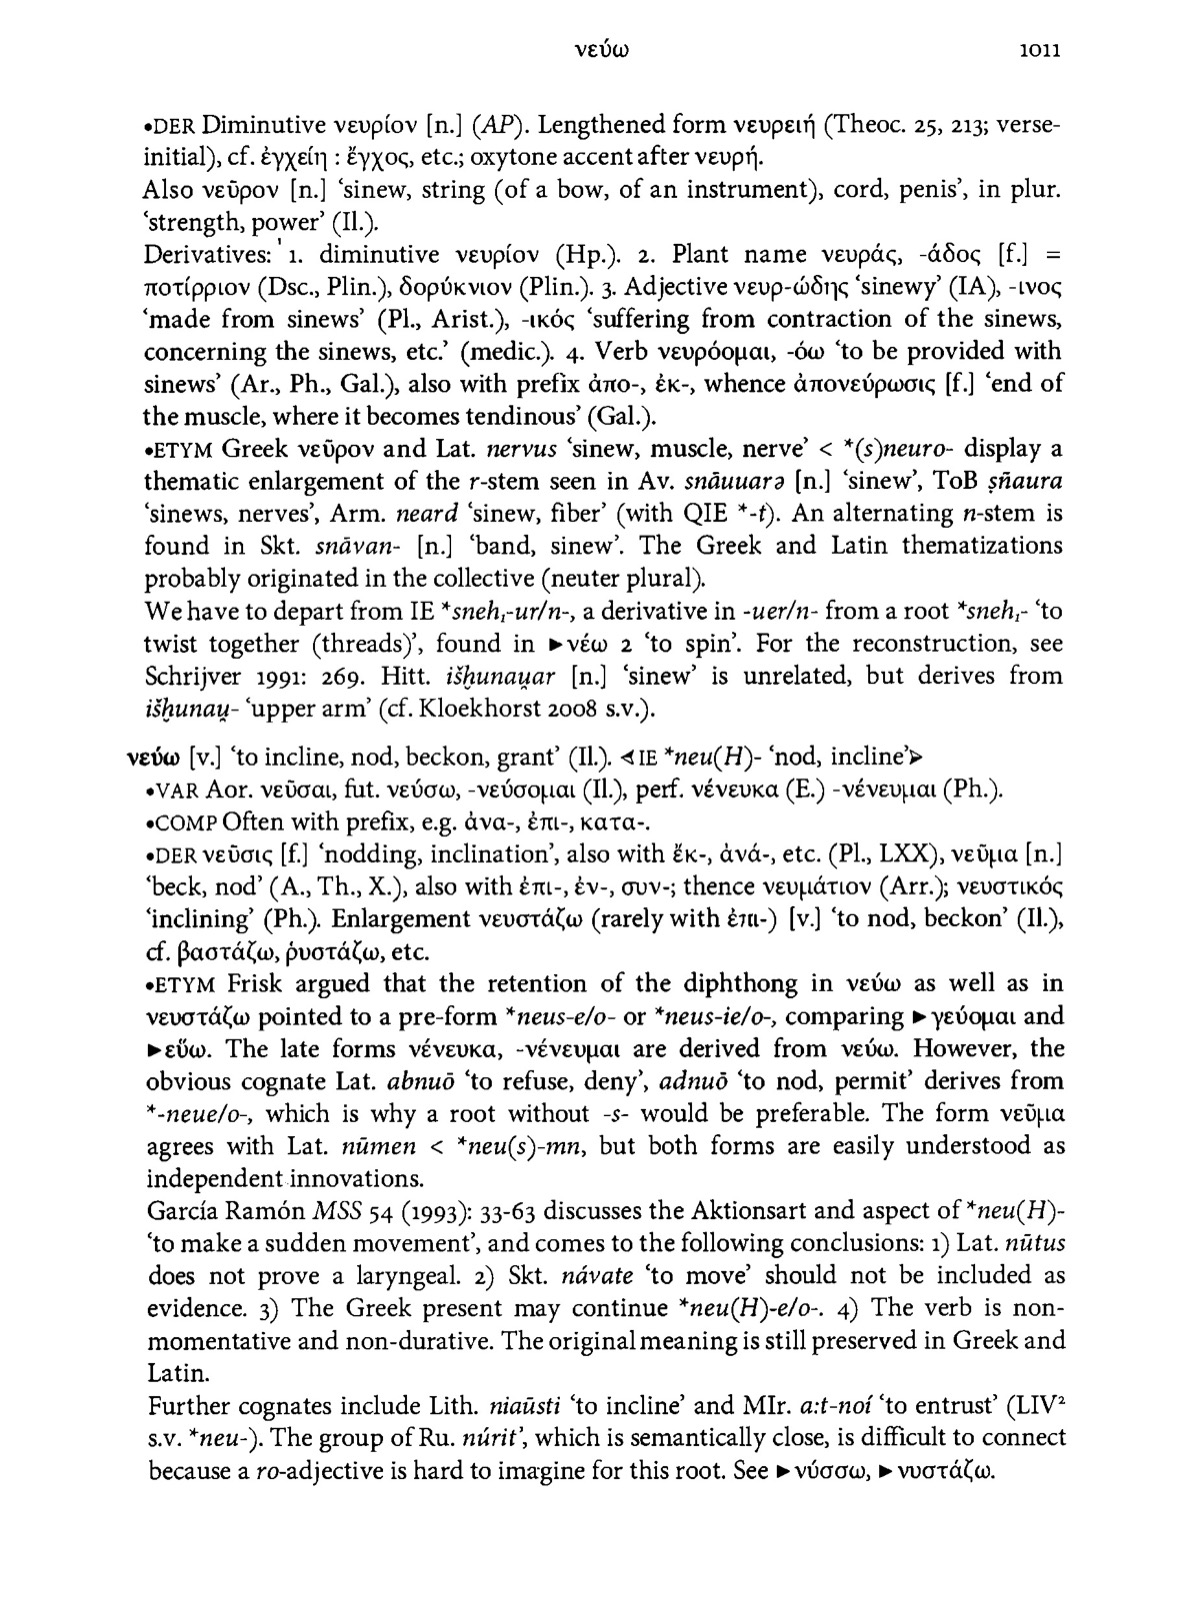 νεύω 1011
•DER Diminutive νευρίον [n.] (AP). Lengthened form νευρειή (Theoc. 25, 213; verse-
initial), cf. ἐγχείη : ἔγχος, etc.; oxytone accent after νευρή.
Also νεῦρον [n.] ‘sinew, string (of a bow, of an instrument), cord, penis’, in plur.
‘strength, power’ (Il.).
Derivatives: 1. diminutive νευρίον (Hp.). 2. Plant name νευράς, -άδος [f.] =
ποτίρριον (Dsc., Plin.), δορύκνιον (Plin.). 3. Adjective νευρ-ώδης ‘sinewy’ (IA), -ινος
‘made from sinews’ (Pl., Arist.), -ικός ‘suffering from contraction of the sinews,
concerning the sinews, etc.’ (medic.). 4. Verb νευρόομαι, -όω ‘to be provided with
sinews’ (Ar., Ph., Gal.), also with prefix ἀπο-, ἐκ-, whence ἀπονεύρωσις [f.] ‘end of
the muscle, where it becomes tendinous’ (Gal.).
•ETYM Greek νεῦρον and Lat. nervus ‘sinew, muscle, nerve’ < *(s)neuro- display a
thematic enlargement of the r-stem seen in Av. snāuuarə [n.] ‘sinew’, ToB ṣñaura
‘sinews, nerves’, Arm. neard ‘sinew, fiber’ (with QIE *-t). An alternating n-stem is
found in Skt. snāvan- [n.] ‘band, sinew’. The Greek and Latin thematizations
probably originated in the collective (neuter plural).
We have to depart from IE *sneh₁-ur/n-, a derivative in -uer/n- from a root *sneh₁- ‘to
twist together (threads)’, found in ►νέω 2 ‘to spin’. For the reconstruction, see
Schrijver 1991: 269. Hitt. išḫunau̯ar [n.] ‘sinew’ is unrelated, but derives from
išḫunau̯- ‘upper arm’ (cf. Kloekhorst 2008 s.v.).
νεύω [v.] ‘to incline, nod, beckon, grant’ (Il.). ⊲IE *neu(H)- ‘nod, incline’⊳
•VAR Aor. νεῦσαι, fut. νεύσω, -νεύσομαι (Il.), perf. νένευκα (E.) -νένευμαι (Ph.).
•COMP Often with prefix, e.g. ἀνα-, ἐπι-, κατα-.
•DER νεῦσις [f.] ‘nodding, inclination’, also with ἔκ-, ἀνά-, etc. (Pl., LXX), νεῦμα [n.]
‘beck, nod’ (A., Th., X.), also with ἐπι-, ἐν-, συν-; thence νευμάτιον (Arr.); νευστικός
‘inclining’ (Ph.). Enlargement νευστάζω (rarely with ἐπι-) [v.] ‘to nod, beckon’ (Il.),
cf. βαστάζω, ῥυστάζω, etc.
•ETYM Frisk argued that the retention of the diphthong in νεύω as well as in
νευστάζω pointed to a pre-form *neus-e/o- or *neus-ie/o-, comparing ►γεύομαι and
►εὕω. The late forms νένευκα, -νένευμαι are derived from νεύω. However, the
obvious cognate Lat. abnuō ‘to refuse, deny’, adnuō ‘to nod, permit’ derives from
*-neue/o-, which is why a root without -s- would be preferable. The form νεῦμα
agrees with Lat. nūmen < *neu(s)-mn, but both forms are easily understood as
independent innovations.
García Ramón MSS 54 (1993): 33-63 discusses the Aktionsart and aspect of *neu(H)-
‘to make a sudden movement’, and comes to the following conclusions: 1) Lat. nūtus
does not prove a laryngeal. 2) Skt. návate ‘to move’ should not be included as
evidence. 3) The Greek present may continue *neu(H)-e/o-. 4) The verb is non-
momentative and non-durative. The original meaning is still preserved in Greek and
Latin.
Further cognates include Lith. niaũsti ‘to incline’ and MIr. a:t-noí ‘to entrust’ (LIV²
s.v. *neu-). The group of Ru. núrit’, which is semantically close, is difficult to connect
because a ro-adjective is hard to imagine for this root. See ►νύσσω, ►νυστάζω.